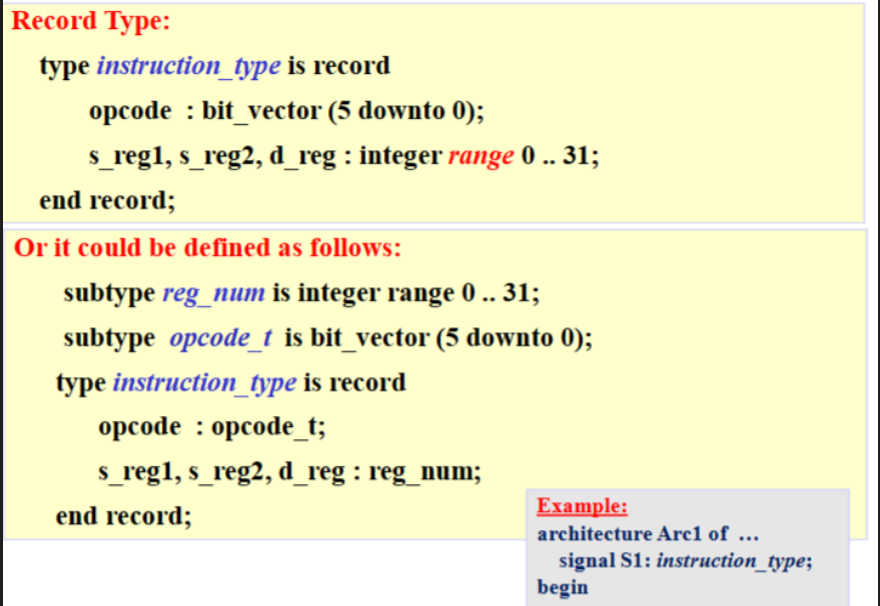 Record Type:
type instruction_type is record
opcode : bit_vector (5 downto 0);
s_reg1, s_reg2, d_reg : integer range 0 .. 31;
end record;
Or it could be defined as follows:
subtype reg_num is integer range 0 .. 31;
subtype opcode_t is bit_vector (5 downto 0);
type instruction_type is record
opcode : opcode_t;
s_reg1, s_reg2, d_reg : reg_num;
end record;
Example:
architecture Arc1 of ...
signal S1: instruction_type;
begin